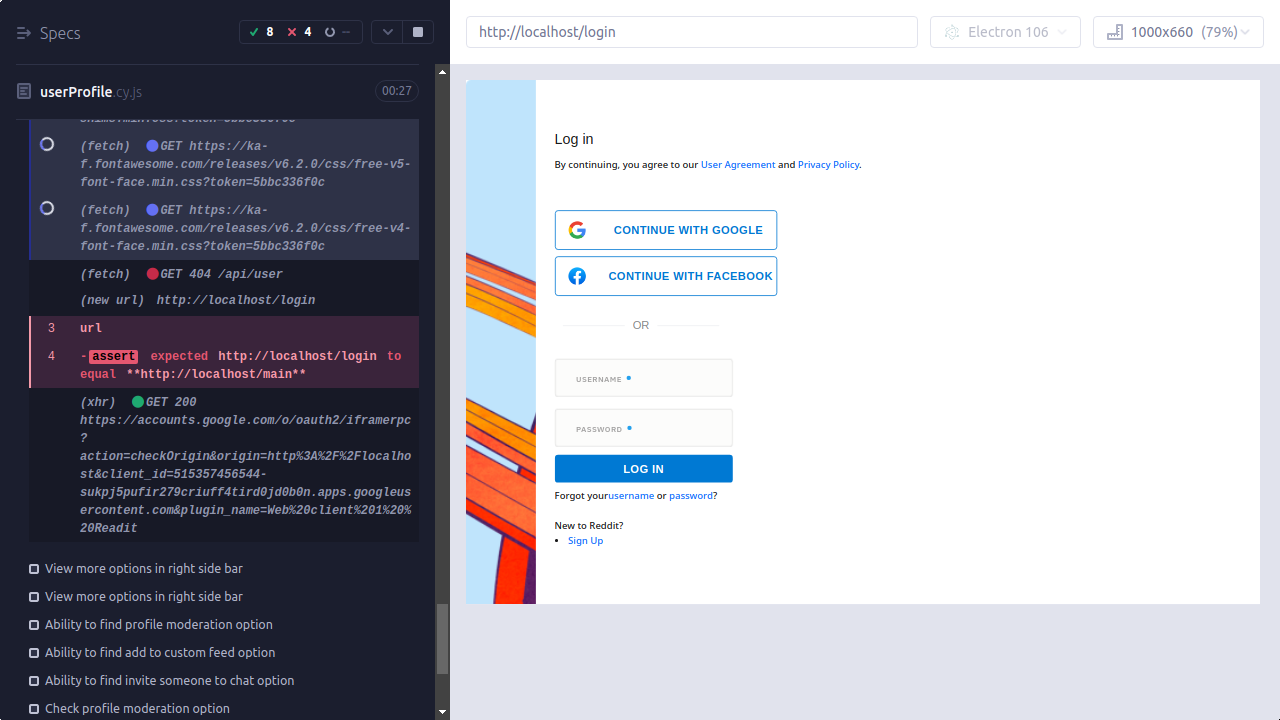 Specs
8 4 --
userProfile.cy.js
00:27
(fetch) GET https://ka-
f.fontawesome.com/releases/v6.2.0/css/free-v5-
font-face.min.css?token=5bbc336f0c
(fetch) GET https://ka-
f.fontawesome.com/releases/v6.2.0/css/free-v4-
font-face.min.css?token=5bbc336f0c
(fetch) GET 404 /api/user
(new url) http://localhost/login
3 url
4 -assert expected http://localhost/login to
equal **http://localhost/main**
(xhr) GET 200
https://accounts.google.com/o/oauth2/iframerpc
?
action=checkOrigin&origin=http%3A%2F%2Flocalho
st&client_id=515357456544-
sukpj5pufir279criuff4tird0jd0b0n.apps.googleus
ercontent.com&plugin_name=Web%20client%201%20%
20Readit
View more options in right side bar
View more options in right side bar
Ability to find profile moderation option
Ability to find add to custom feed option
Ability to find invite someone to chat option
Check profile moderation option
http://localhost/login
Electron 106
1000x660 (79%)
Log in
By continuing, you agree to our User Agreement and Privacy Policy.
CONTINUE WITH GOOGLE
CONTINUE WITH FACEBOOK
OR
USERNAME
PASSWORD
LOG IN
Forgot yourusername or password?
New to Reddit?
• Sign Up